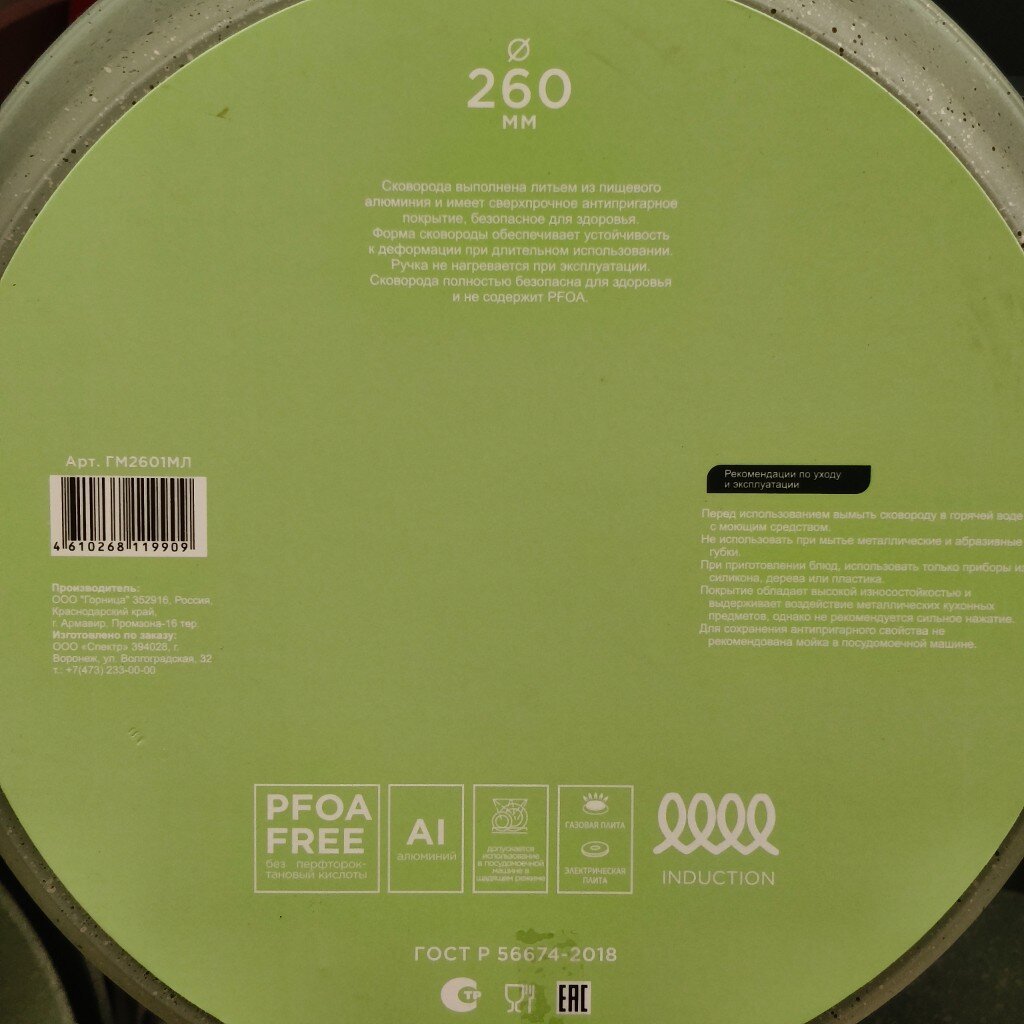 Ø
260
мм
Сковорода выполнена литьем из пищевого
алюминия и имеет сверхпрочное антипригарное
покрытие, безопасное для здоровья.
Форма сковороды обеспечивает устойчивость
к деформации при длительном использовании.
Ручка не нагревается при эксплуатации.
Сковорода полностью безопасна для здоровья
и не содержит PFOA.
Арт. ГМ2601МЛ
4 610268 119909
Производитель:
ООО "Горница" 352916, Россия,
Краснодарский край,
г. Армавир. Промзона-16 тер.
Изготовлено по заказу:
ООО «Спектр» 394028, г.
Воронеж, ул. Волгоградская, 32
т.: +7(473) 233-00-00
Рекомендации по уходу
и эксплуатации
Перед использованием вымыть сковороду в горячей воде
с моющим средством.
Не использовать при мытье металлические и абразивные
губки.
При приготовлении блюд, использовать только приборы из
силикона, дерева или пластика.
Покрытие обладает высокой износостойкостью и
выдерживает воздействие металлических кухонных
предметов, однако не рекомендуется сильное нажатие.
Для сохранения антипригарного свойства не
рекомендована мойка в посудомоечной машине.
PFOA
FREE
без перфторок-
тановый кислоты
Al
алюминий
допускается
использование
в посудомоечной
машине в
щадящем режиме
ГАЗОВАЯ ПЛИТА
ЭЛЕКТРИЧЕСКАЯ
ПЛИТА
INDUCTION
ГОСТ Р 56674-2018
СТР
EAC